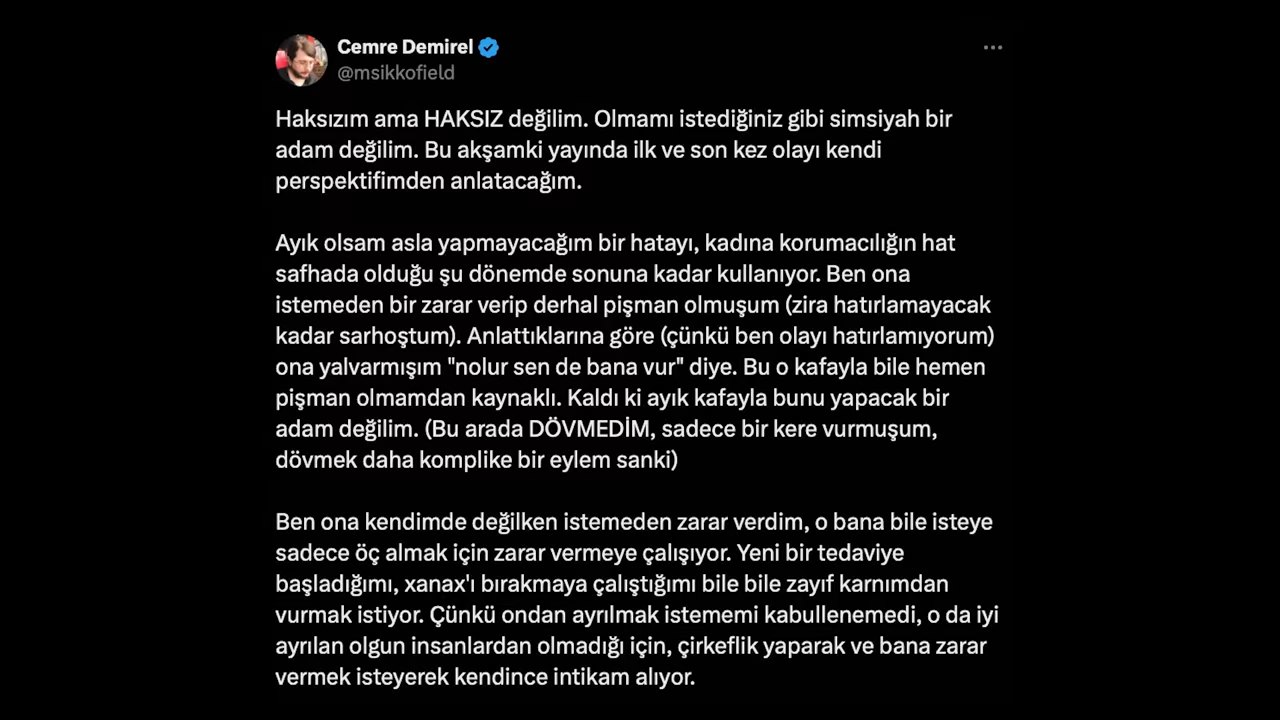 Cemre Demirel
@msikkofield
Haksızım ama HAKSIZ değilim. Olmamı istediğiniz gibi simsiyah bir
adam değilim. Bu akşamki yayında ilk ve son kez olayı kendi
perspektifimden anlatacağım.
Ayık olsam asla yapmayacağım bir hatayı, kadına korumacılığın hat
safhada olduğu şu dönemde sonuna kadar kullanıyor. Ben ona
istemeden bir zarar verip derhal pişman olmuşum (zira hatırlamayacak
kadar sarhoştum). Anlattıklarına göre (çünkü ben olayı hatırlamıyorum)
ona yalvarmışım "nolur sen de bana vur" diye. Bu o kafayla bile hemen
pişman olmamdan kaynaklı. Kaldı ki ayık kafayla bunu yapacak bir
adam değilim. (Bu arada DÖVMEDİM, sadece bir kere vurmuşum,
dövmek daha komplike bir eylem sanki)
Ben ona kendimde değilken istemeden zarar verdim, o bana bile isteye
sadece öç almak için zarar vermeye çalışıyor. Yeni bir tedaviye
başladığımı, xanax'ı bırakmaya çalıştığımı bile bile zayıf karnımdan
vurmak istiyor. Çünkü ondan ayrılmak istememi kabullenemedi, o da iyi
ayrılan olgun insanlardan olmadığı için, çirkeflik yaparak ve bana zarar
vermek isteyerek kendince intikam alıyor.